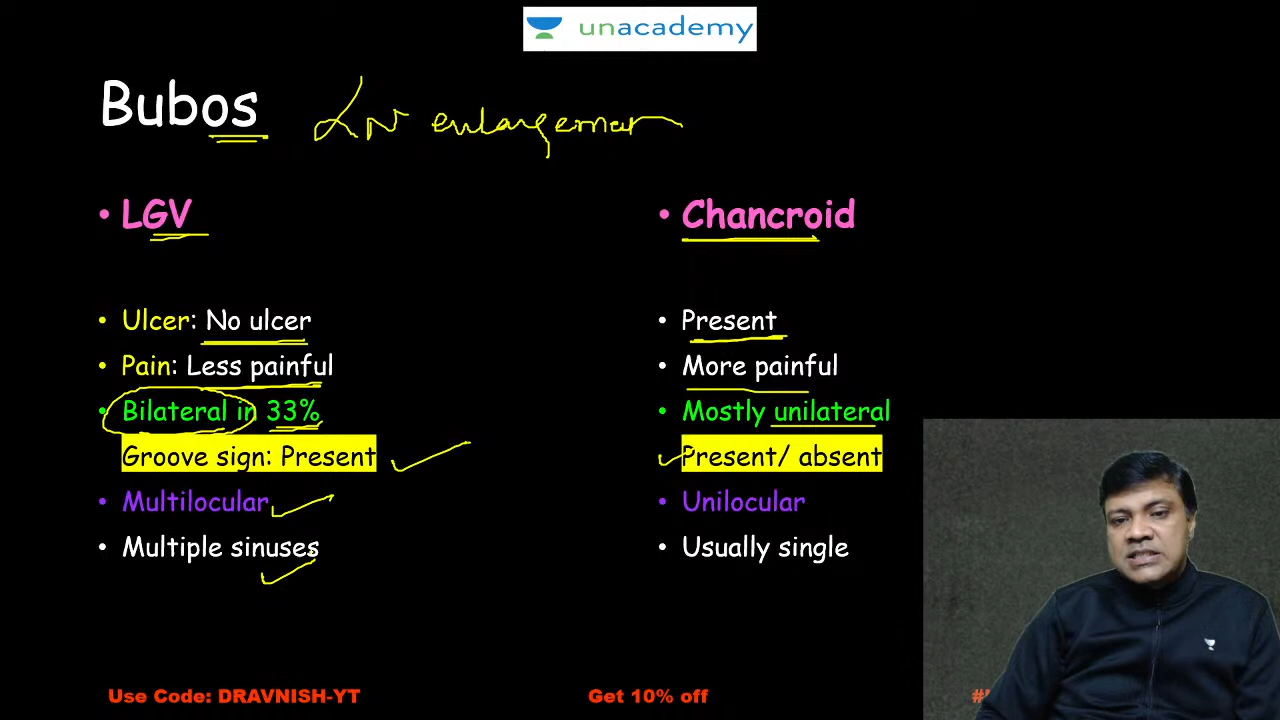 unacademy
Bubos LN enlargement
• LGV
• Ulcer: No ulcer
• Pain: Less painful
• Bilateral in 33%
Groove sign: Present
• Multilocular
• Multiple sinuses
• Chancroid
• Present
• More painful
• Mostly unilateral
Present/ absent
• Unilocular
• Usually single
Use Code: DRAVNISH-YT
Get 10% off